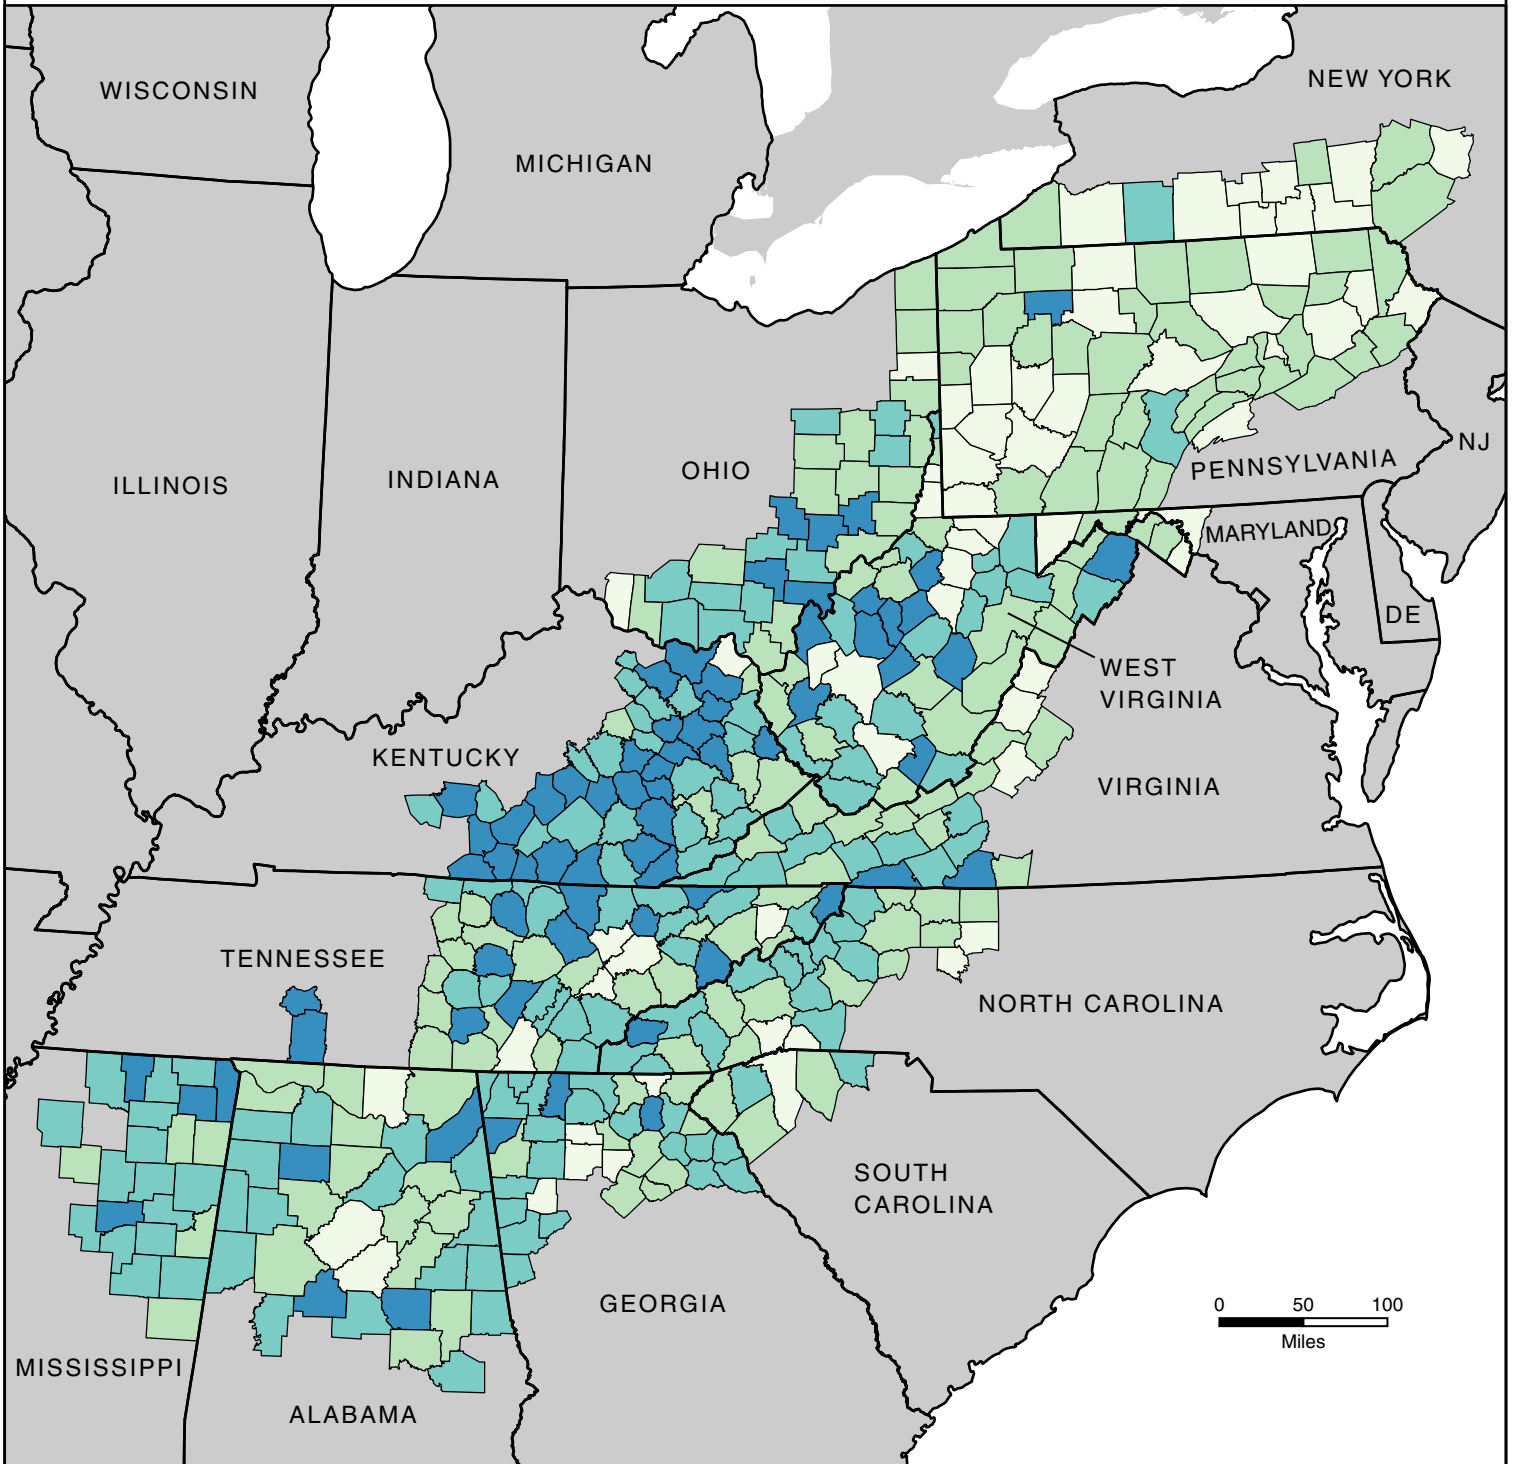 WISCONSIN
NEW YORK
MICHIGAN
NJ
PENNSYLVANIA
OHIO
INDIANA
ILLINOIS
MARYLAND
DE
WEST
VIRGINIA
KENTUCKY
VIRGINIA
TENNESSEE
NORTH CAROLINA
SOUTH
CAROLINA
GEORGIA
0 50 100
Miles
MISSISSIPPI
ALABAMA